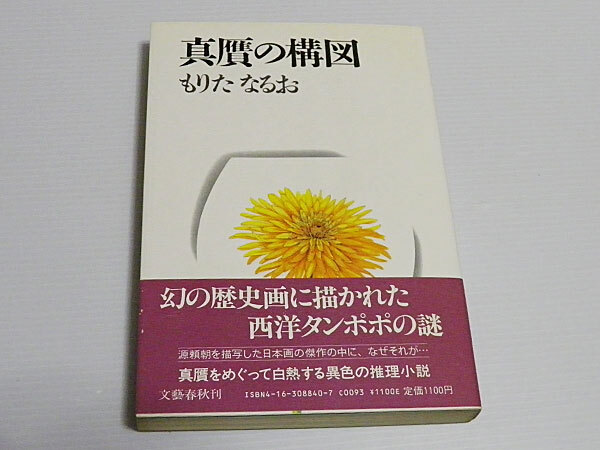 真贋の構図
もりた なるお
幻の歴史画に描かれた
西洋タンポポの謎
源頼朝を描写した日本画の傑作の中に、なぜそれが…
真贋をめぐって白熱する異色の推理小説
文藝春秋刊 ISBN4-16-308840-7 C0093 ¥1100E 定価1100円